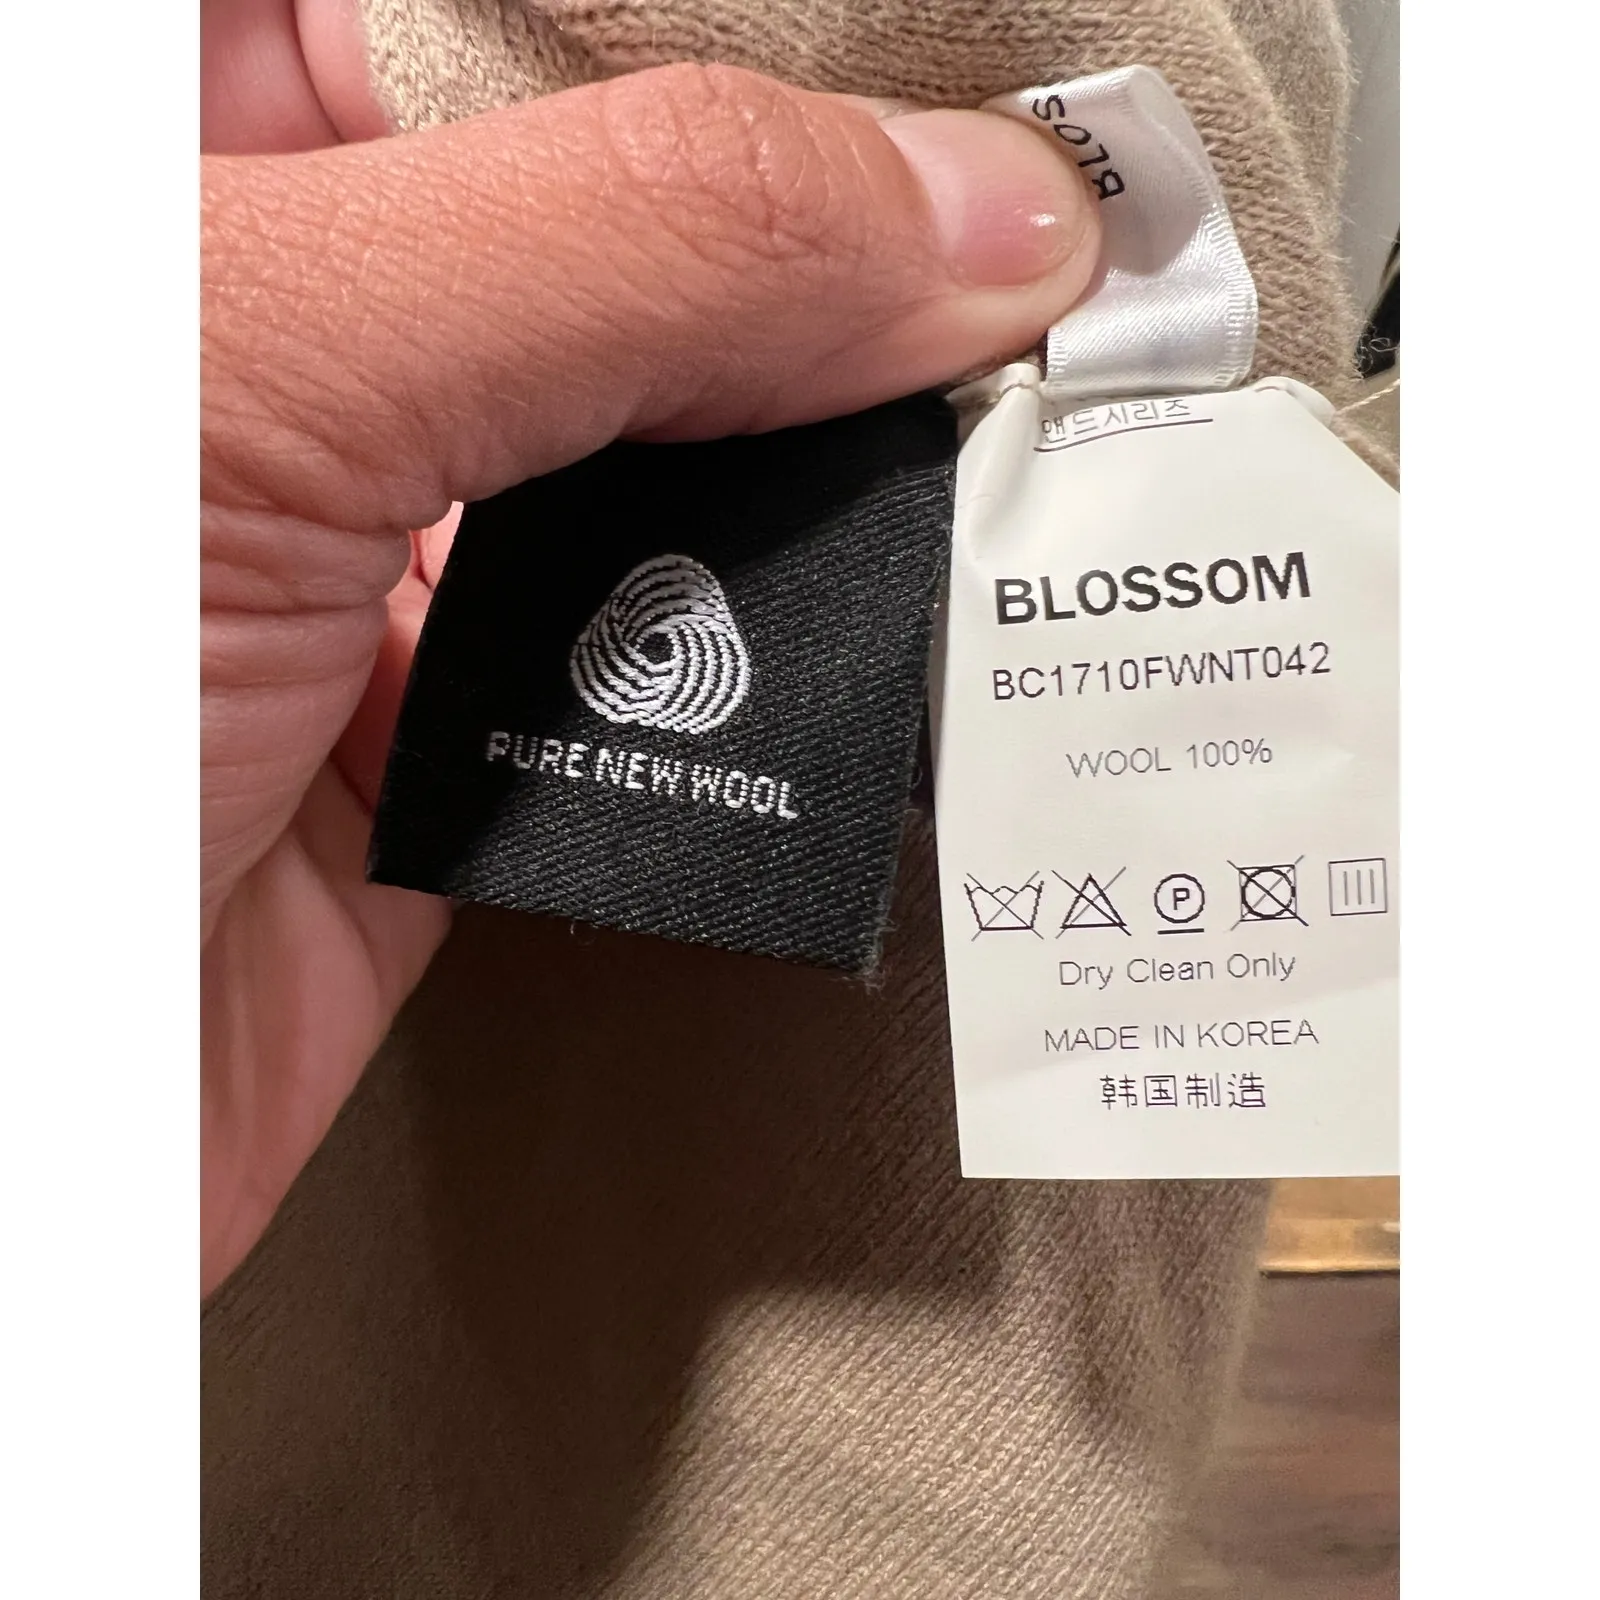 BLOS
앤드시리즈
PURE NEW WOOL
BLOSSOM
BC1710FWNT042
WOOL 100%
P
Dry Clean Only
MADE IN KOREA
韩国制造